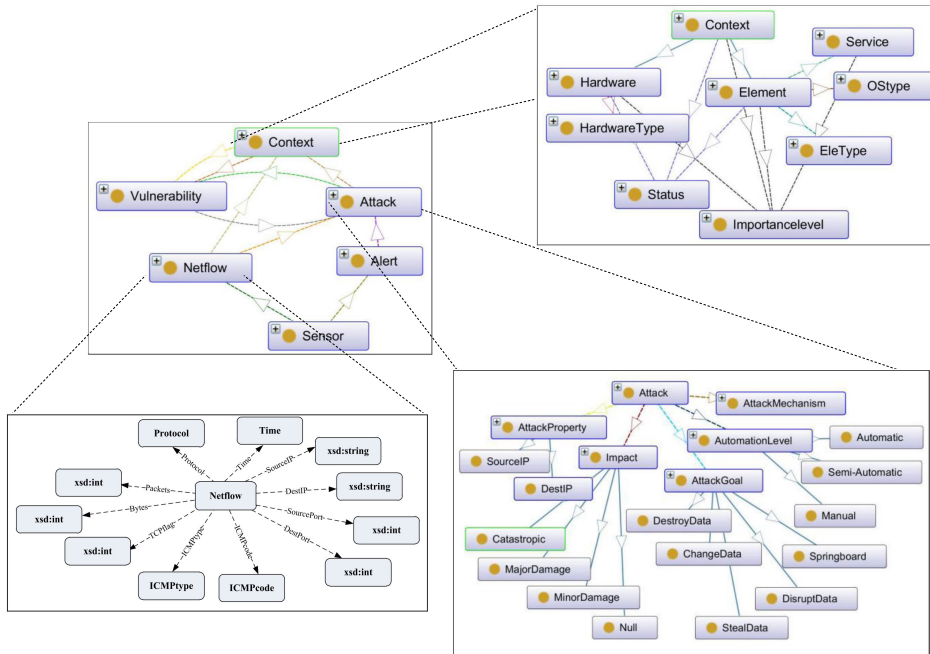 Context
Service
Hardware
Element
OStype
HardwareType
EleType
Status
Importancelevel
Context
Vulnerability
Attack
Netflow
Alert
Sensor
Protocol
Time
xsd:string
Protocol
Time
SourceIP
xsd:int
Packets
Netflow
DestIP
xsd:string
xsd:int
Bytes
SourcePort
xsd:int
xsd:int
TCPflag
ICMPtype
ICMPcode
DestPort
xsd:int
ICMPtype
ICMPcode
Attack
AttackMechanism
AttackProperty
AutomationLevel
Automatic
SourceIP
Impact
Semi-Automatic
DestIP
AttackGoal
Manual
DestroyData
Catastropic
ChangeData
Springboard
MajorDamage
MinorDamage
DisruptData
Null
StealData